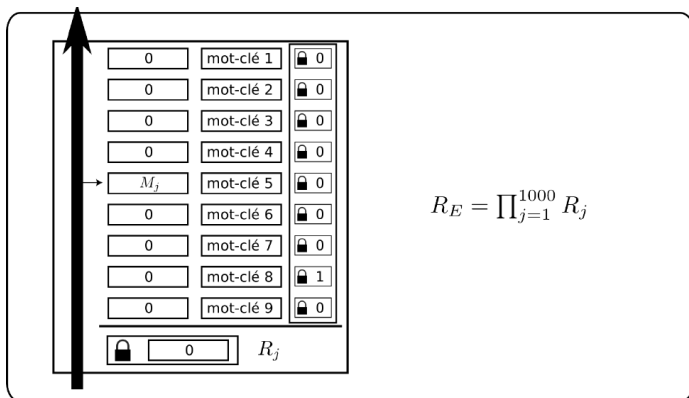 0 mot-clé 1 0
0 mot-clé 2 0
0 mot-clé 3 0
0 mot-clé 4 0
M_j mot-clé 5 0
0 mot-clé 6 0
0 mot-clé 7 0
0 mot-clé 8 1
0 mot-clé 9 0
0 R_j
R_E = ∏_{j=1}^{1000} R_j